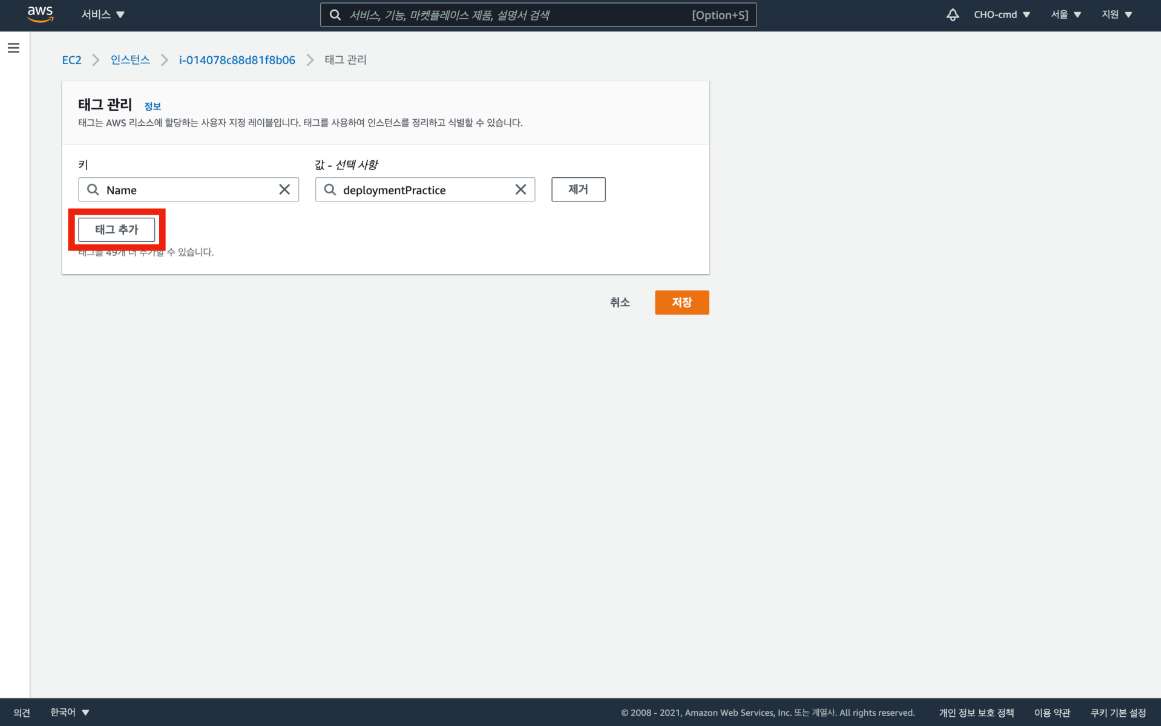 aws 서비스 ▼ 서비스, 기능, 마켓플레이스 제품, 설명서 검색 [Option+S] CHO-cmd ▼ 서울 ▼ 지원 ▼
EC2 > 인스턴스 > i-014078c88d81f8b06 > 태그 관리
태그 관리 정보
태그는 AWS 리소스에 할당하는 사용자 지정 레이블입니다. 태그를 사용하여 인스턴스를 정리하고 식별할 수 있습니다.
키 값 - 선택 사항
Name deploymentPractice 제거
태그 추가
태그를 49개 더 추가할 수 있습니다.
취소 저장
의견 한국어 ▼ © 2008 - 2021, Amazon Web Services, Inc. 또는 계열사. All rights reserved. 개인 정보 보호 정책 이용 약관 쿠키 기본 설정